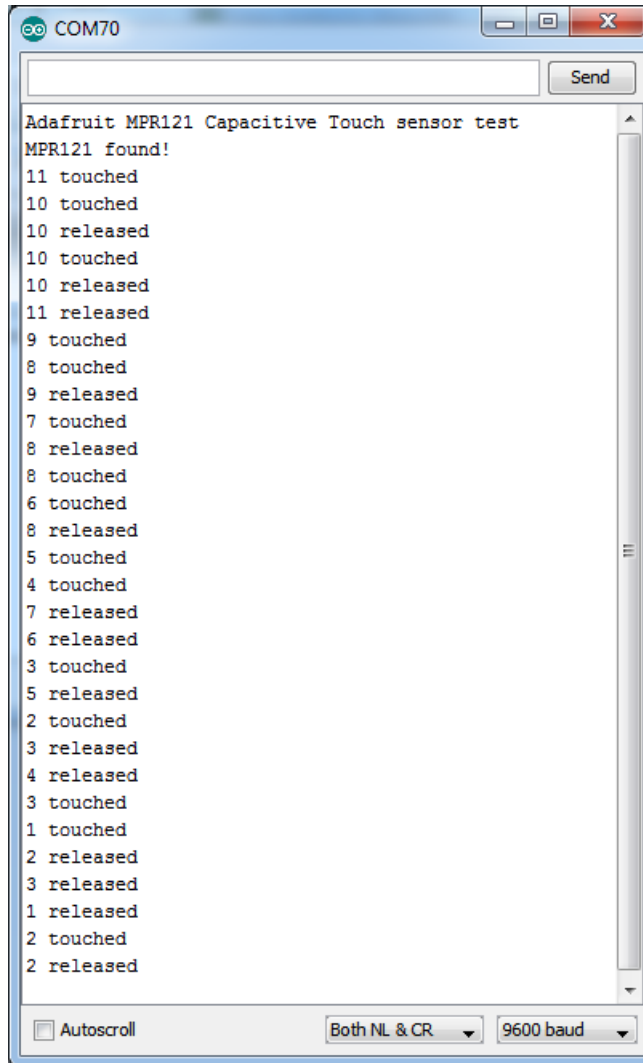 COM70
Send
Adafruit MPR121 Capacitive Touch sensor test
MPR121 found!
11 touched
10 touched
10 released
10 touched
10 released
11 released
9 touched
8 touched
9 released
7 touched
8 released
8 touched
6 touched
8 released
5 touched
4 touched
7 released
6 released
3 touched
5 released
2 touched
3 released
4 released
3 touched
1 touched
2 released
3 released
1 released
2 touched
2 released
Autoscroll Both NL & CR 9600 baud